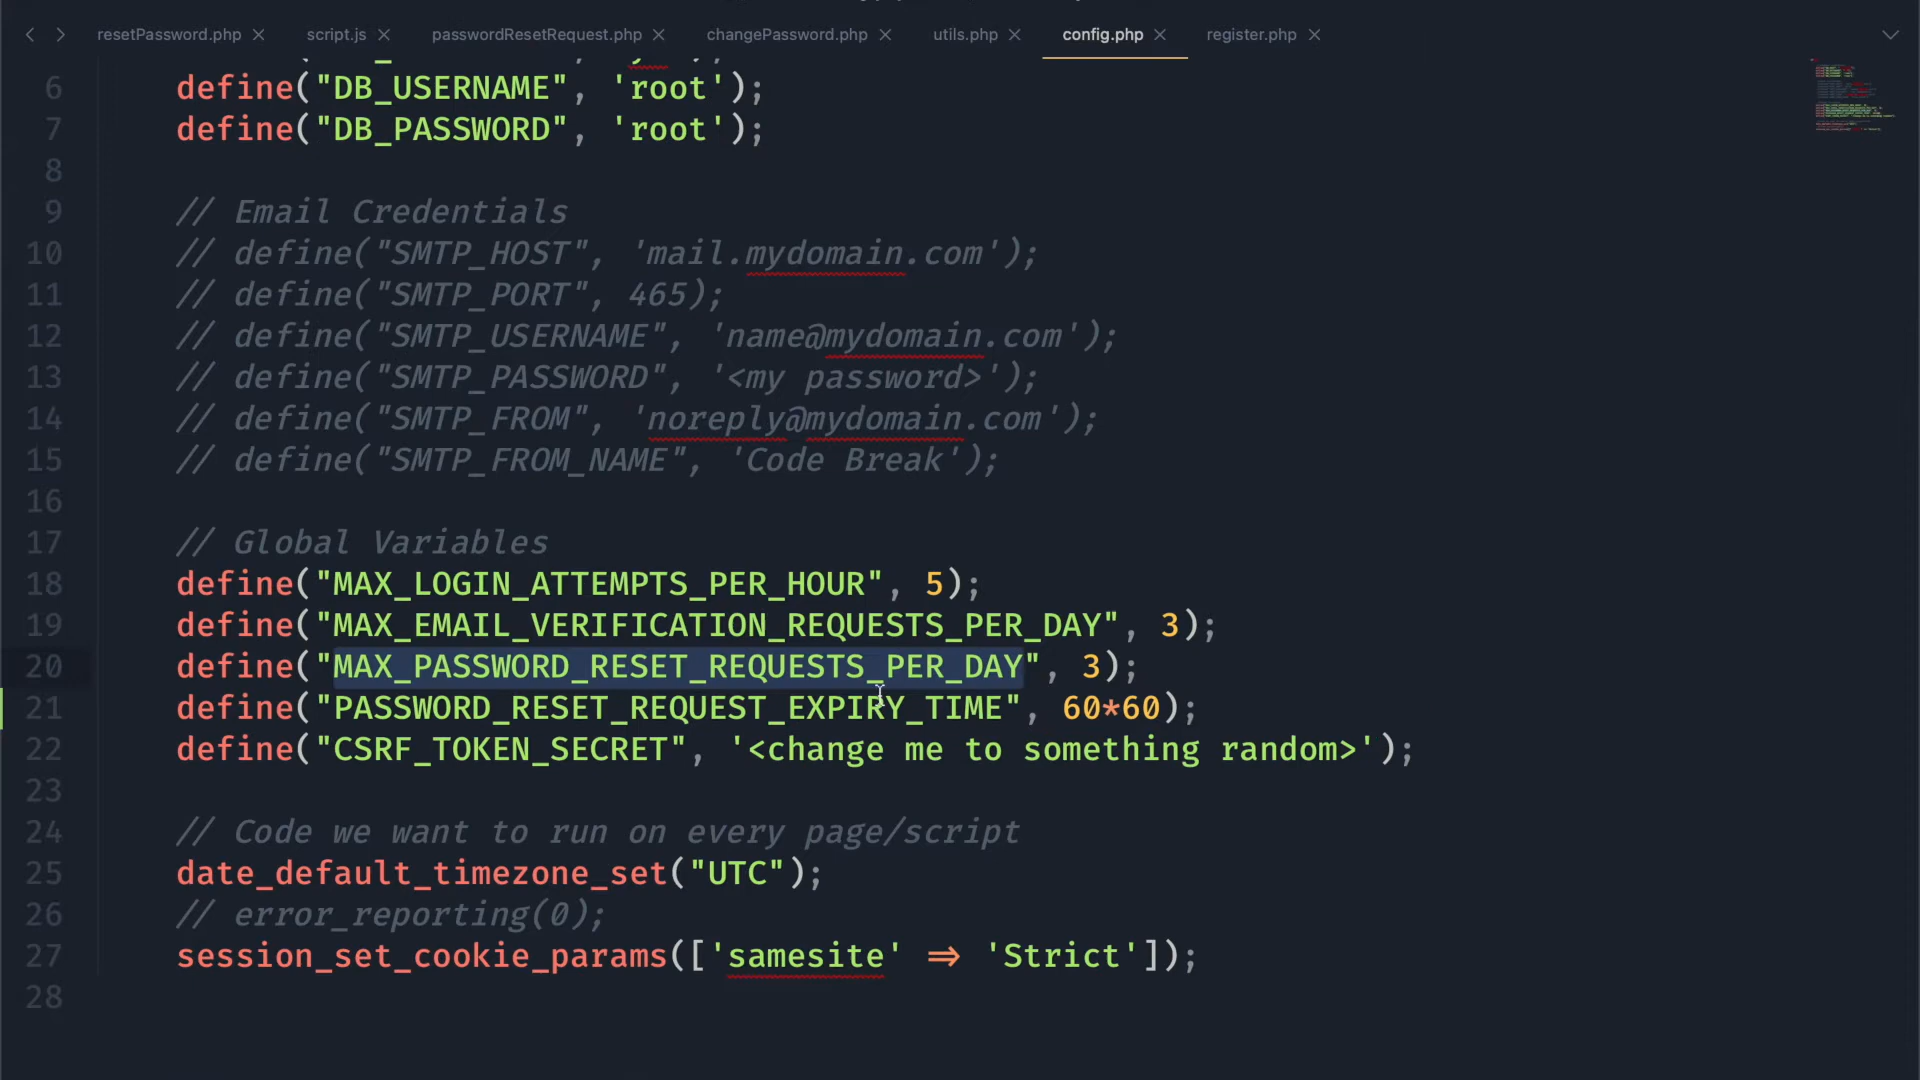 resetPassword.php script.js passwordResetRequest.php changePassword.php utils.php config.php register.php
6 define("DB_USERNAME", 'root');
7 define("DB_PASSWORD", 'root');
8
9 // Email Credentials
10 // define("SMTP_HOST", 'mail.mydomain.com');
11 // define("SMTP_PORT", 465);
12 // define("SMTP_USERNAME", 'name@mydomain.com');
13 // define("SMTP_PASSWORD", '<my password>');
14 // define("SMTP_FROM", 'noreply@mydomain.com');
15 // define("SMTP_FROM_NAME", 'Code Break');
16
17 // Global Variables
18 define("MAX_LOGIN_ATTEMPTS_PER_HOUR", 5);
19 define("MAX_EMAIL_VERIFICATION_REQUESTS_PER_DAY", 3);
20 define("MAX_PASSWORD_RESET_REQUESTS_PER_DAY", 3);
21 define("PASSWORD_RESET_REQUEST_EXPIRY_TIME", 60*60);
22 define("CSRF_TOKEN_SECRET", '<change me to something random>');
23
24 // Code we want to run on every page/script
25 date_default_timezone_set("UTC");
26 // error_reporting(0);
27 session_set_cookie_params(['samesite' => 'Strict']);
28